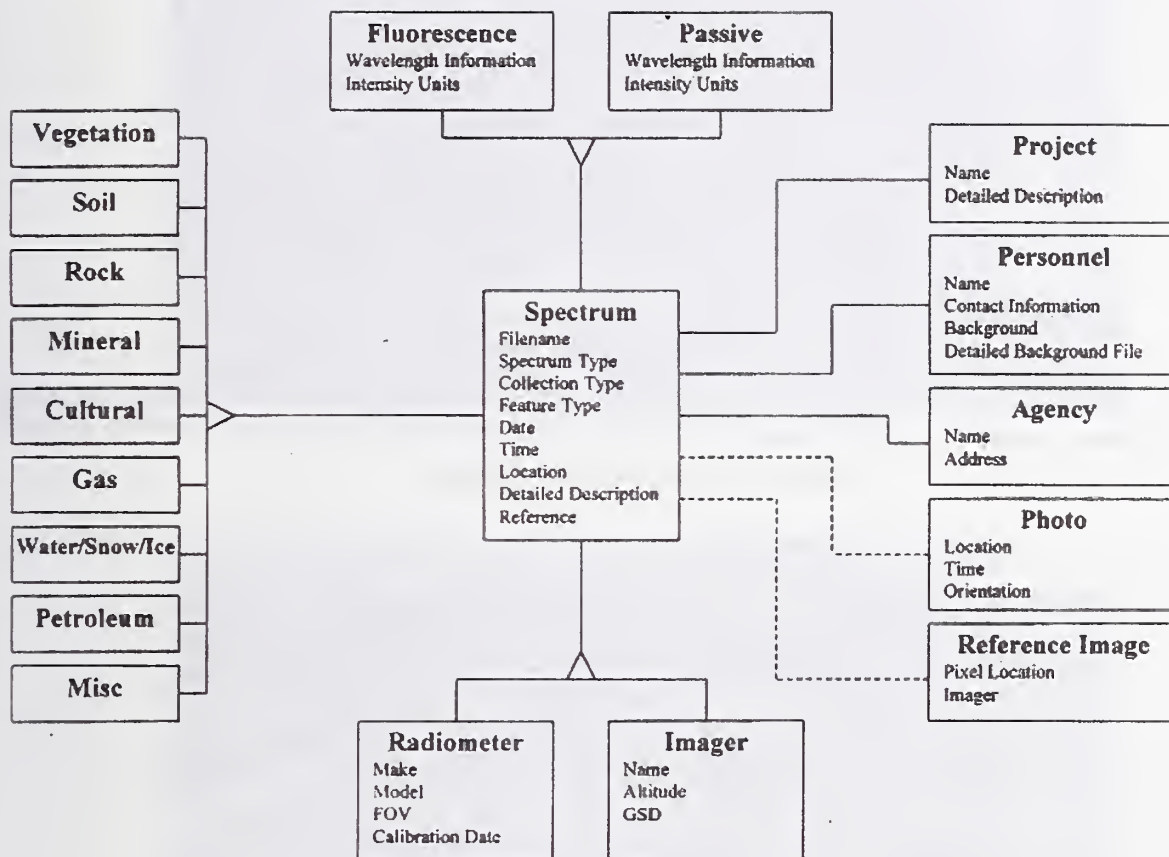 Fluorescence
Wavelength Information
Intensity Units
Passive
Wavelength Information
Intensity Units
Vegetation
Soil
Rock
Mineral
Cultural
Gas
Water/Snow/Ice
Petroleum
Misc
Spectrum
Filename
Spectrum Type
Collection Type
Feature Type
Date
Time
Location
Detailed Description
Reference
Project
Name
Detailed Description
Personnel
Name
Contact Information
Background
Detailed Background File
Agency
Name
Address
Photo
Location
Time
Orientation
Reference Image
Pixel Location
Imager
Radiometer
Make
Model
FOV
Calibration Date
Imager
Name
Altitude
GSD